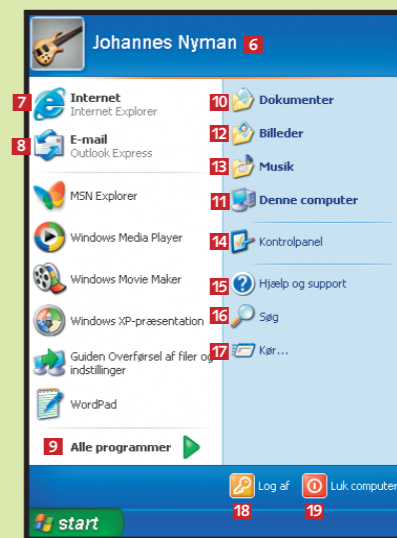 Johannes Nyman 6
7 Internet
Internet Explorer
8 E-mail
Outlook Express
MSN Explorer
Windows Media Player
Windows Movie Maker
Windows XP-præsentation
Guiden Overførsel af filer og
indstillinger
WordPad
9 Alle programmer
10 Dokumenter
12 Billeder
13 Musik
11 Denne computer
14 Kontrolpanel
15 Hjælp og support
16 Søg
17 Kør...
Log af
Luk computer
18
19
start